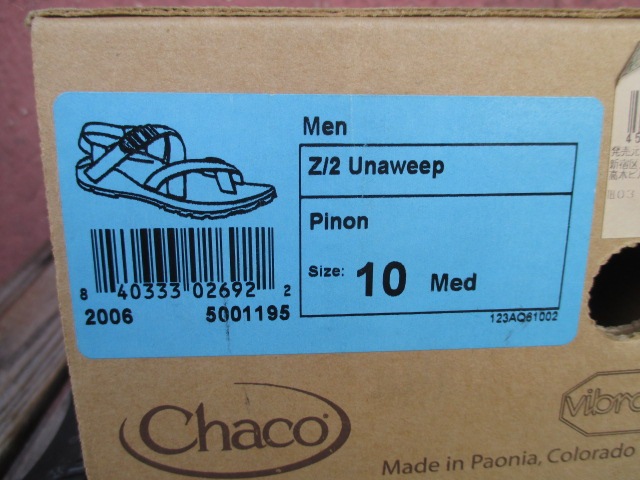 Men
Z/2 Unaweep
Pinon
Size: 10 Med
8 40333 02692 2
2006 5001195
123AQ61002
Chaco
Made in Paonia, Colorado